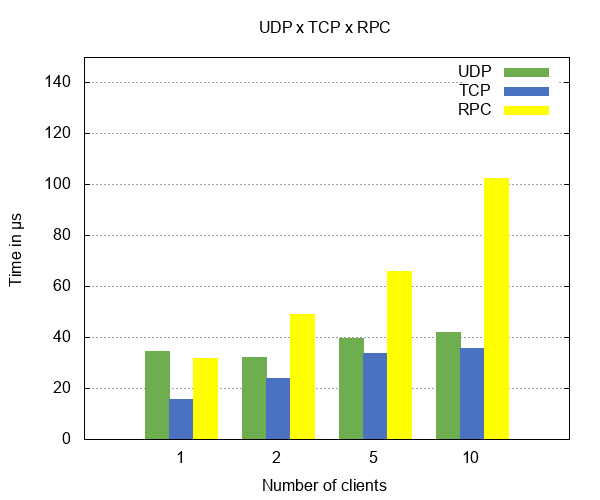 UDP x TCP x RPC
UDP
TCP
RPC
140
120
100
80
60
40
20
0
Time in µs
1 2 5 10
Number of clients